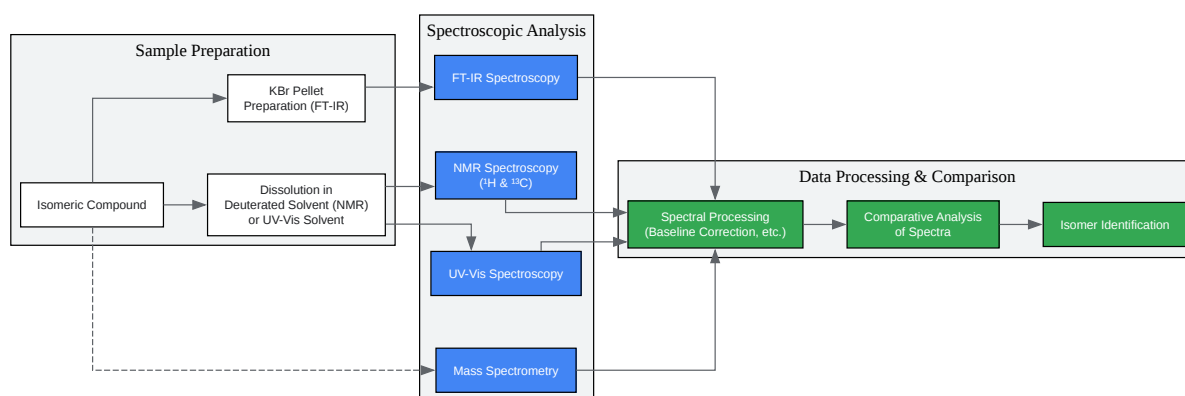 Sample Preparation
KBr Pellet
Preparation (FT-IR)
Isomeric Compound
Dissolution in
Deuterated Solvent (NMR)
or UV-Vis Solvent
Spectroscopic Analysis
FT-IR Spectroscopy
NMR Spectroscopy
(¹H & ¹³C)
UV-Vis Spectroscopy
Mass Spectrometry
Data Processing & Comparison
Spectral Processing
(Baseline Correction, etc.)
Comparative Analysis
of Spectra
Isomer Identification